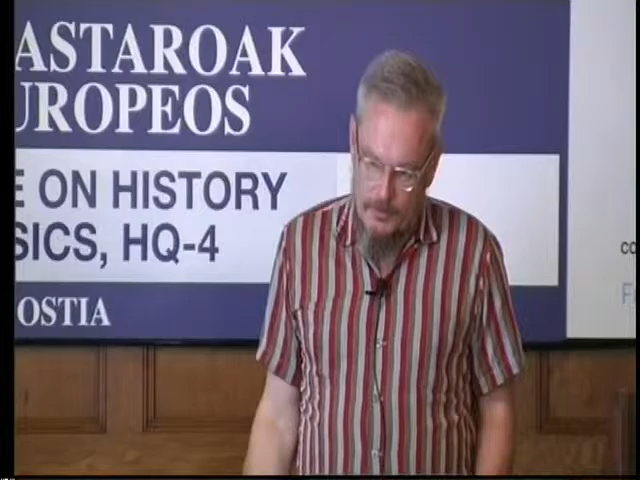 ASTAROAK
UROPEOS
E ON HISTORY
SICS, HQ-4
OSTIA